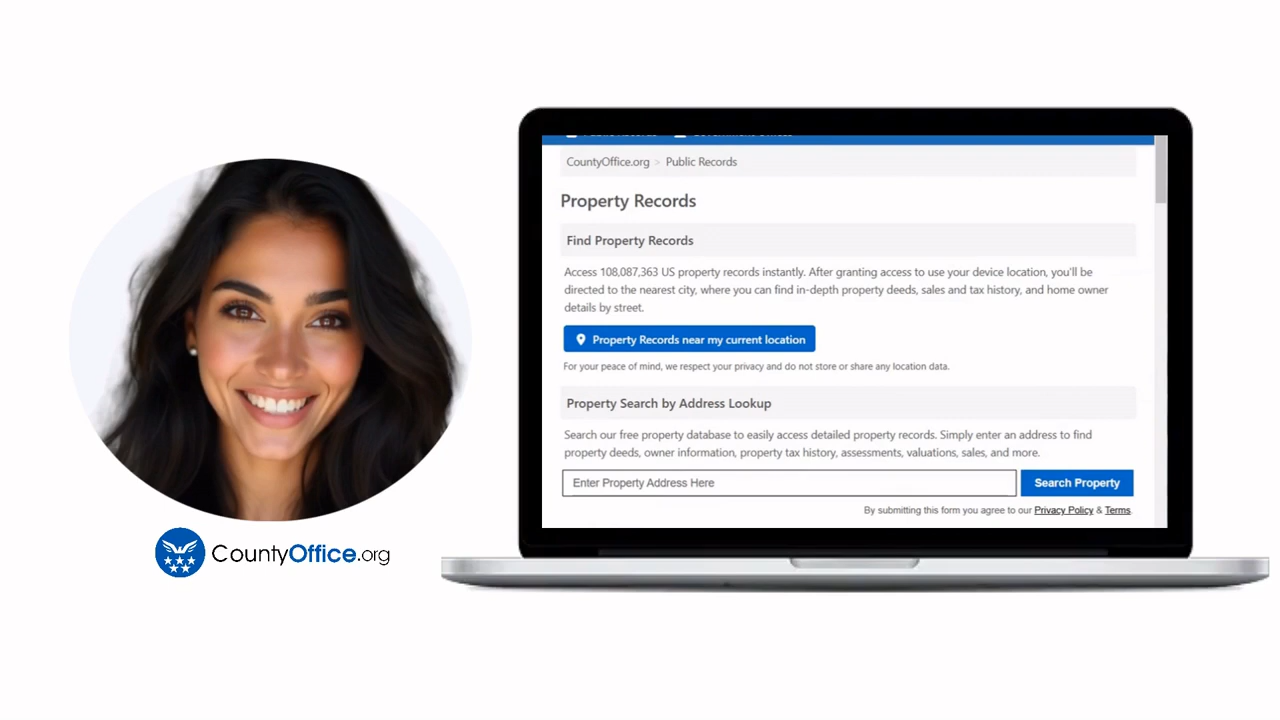 CountyOffice.org
CountyOffice.org > Public Records
Property Records
Find Property Records
Access 108,087,363 US property records instantly. After granting access to use your device location, you'll be
directed to the nearest city, where you can find in-depth property deeds, sales and tax history, and home owner
details by street.
Property Records near my current location
For your peace of mind, we respect your privacy and do not store or share any location data.
Property Search by Address Lookup
Search our free property database to easily access detailed property records. Simply enter an address to find
property deeds, owner information, property tax history, assessments, valuations, sales, and more.
Enter Property Address Here
Search Property
By submitting this form you agree to our Privacy Policy & Terms.